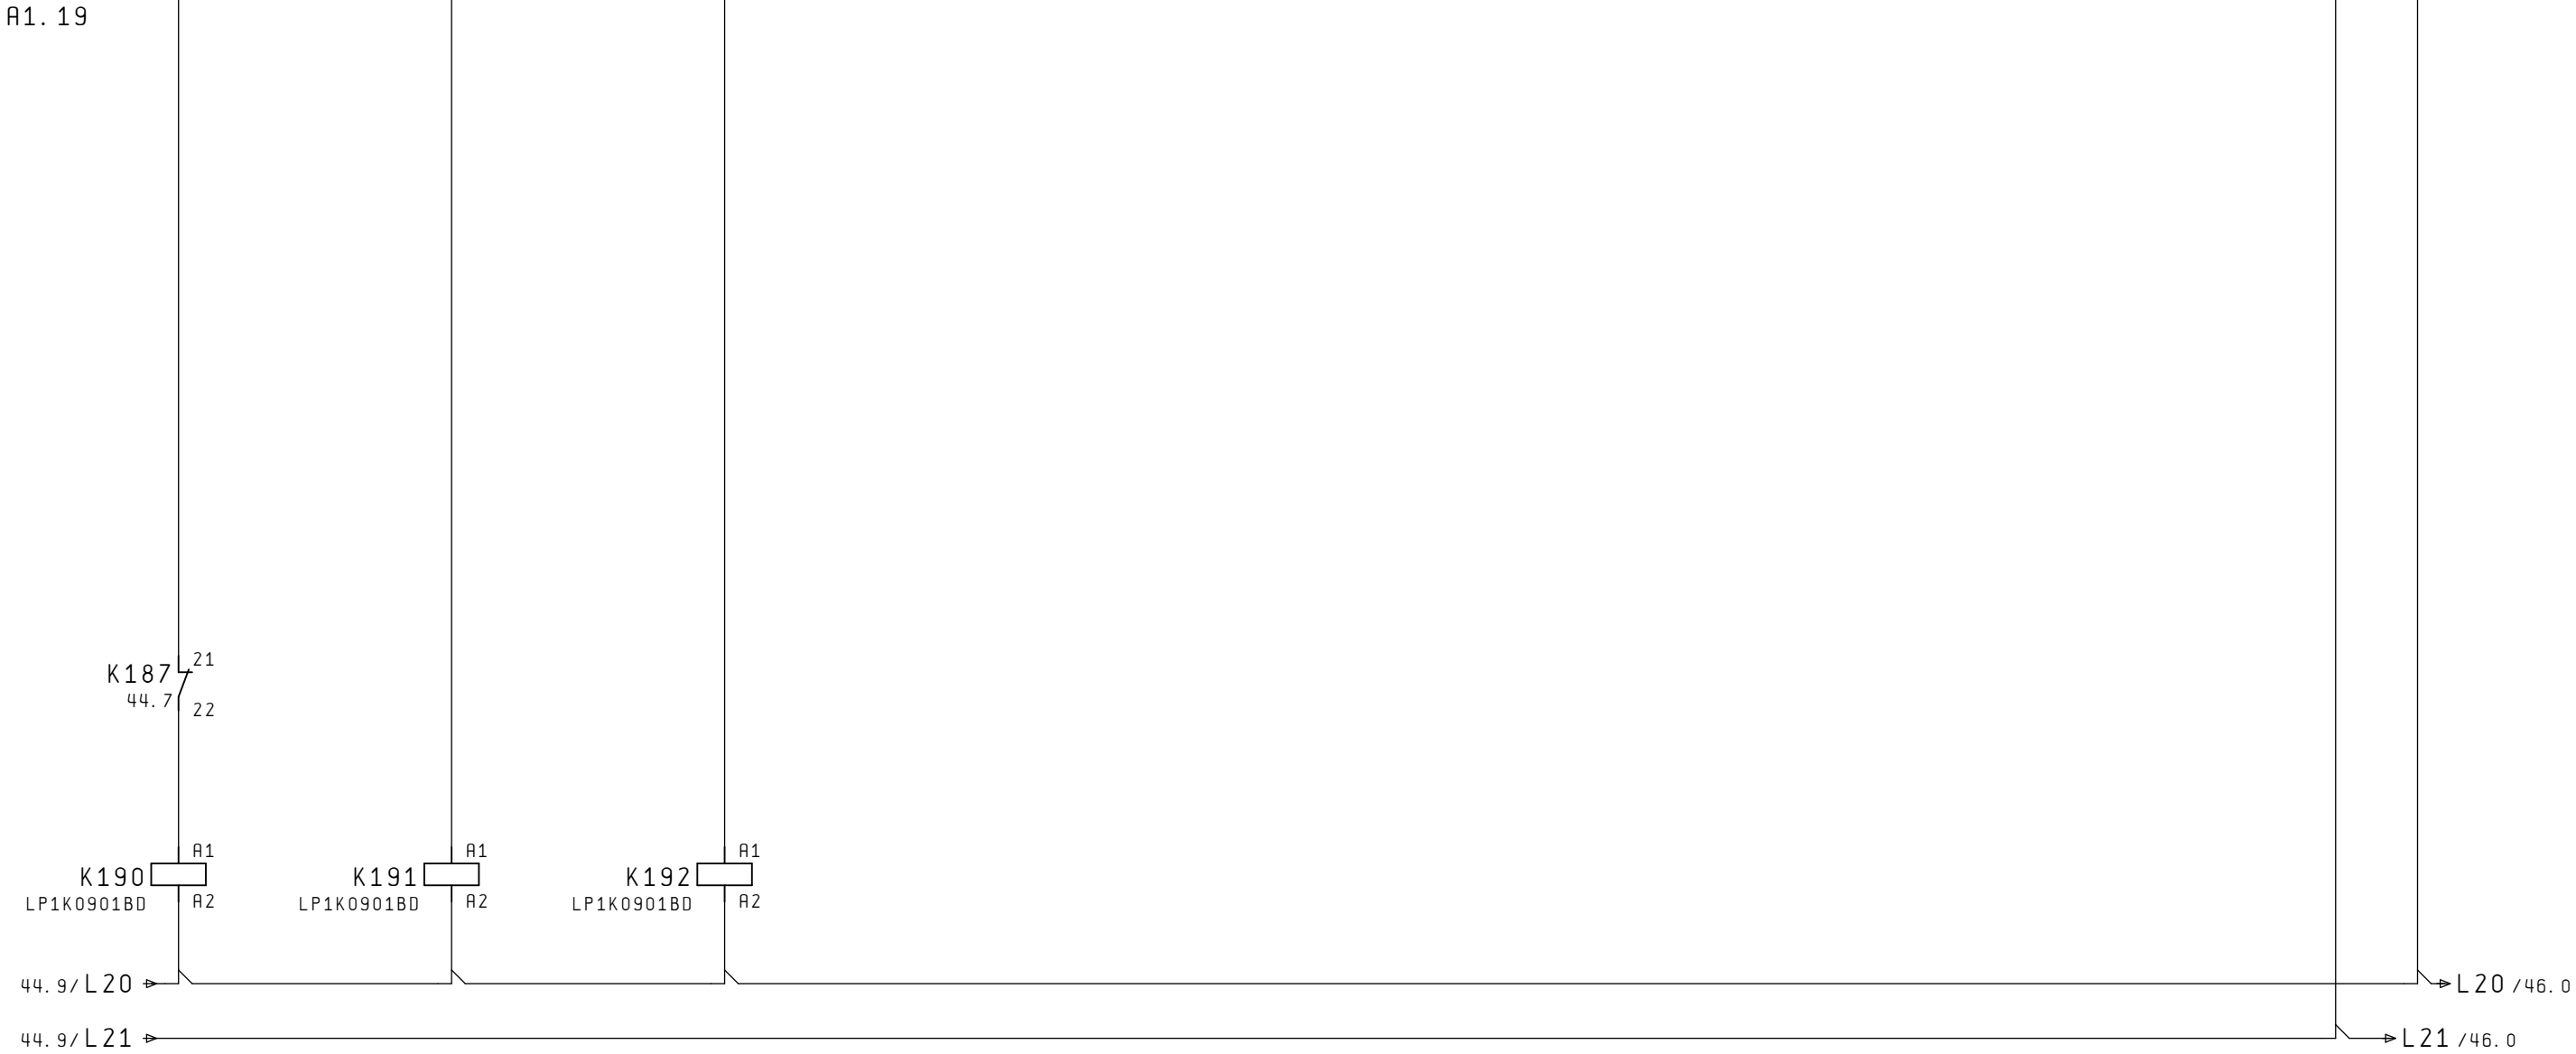 A1.19
21
K187
44.7
22
A1 A1 A1
K190 K191 K192
LP1K0901BD A2 LP1K0901BD A2 LP1K0901BD A2
44.9/L20 L20/46.0
44.9/L21 L21/46.0